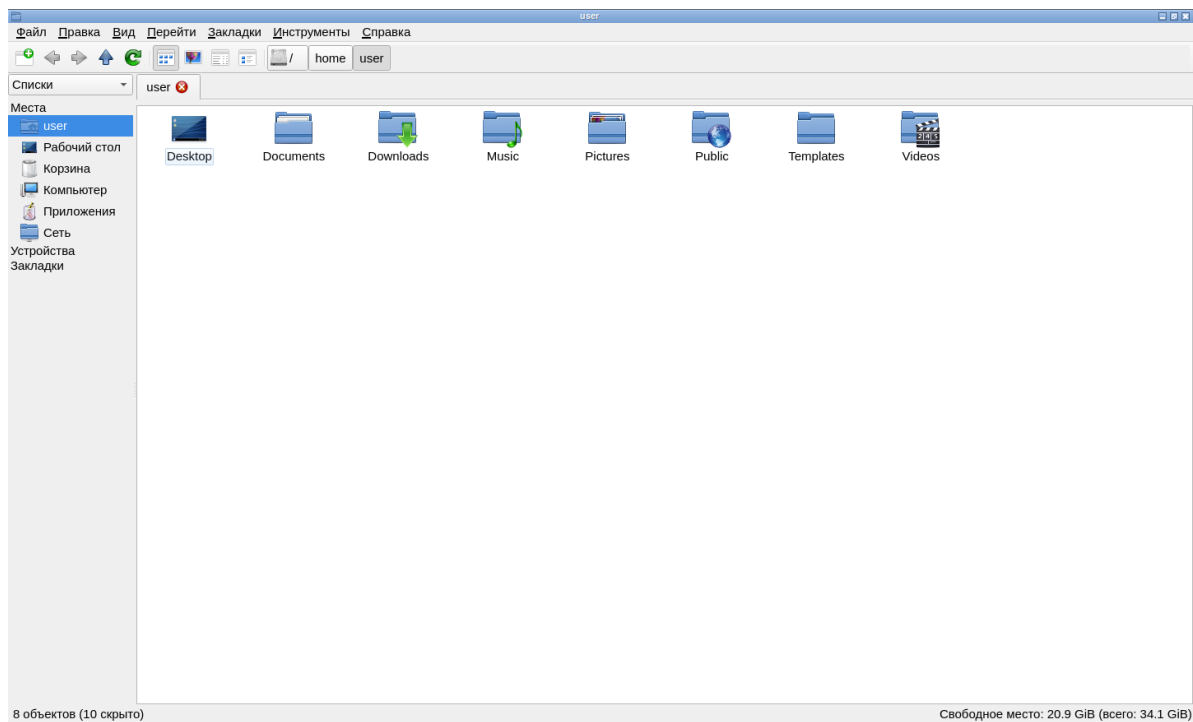 user
Файл Правка Вид Перейти Закладки Инструменты Справка
/ home user
Списки
user
Места
user
Рабочий стол
Корзина
Компьютер
Приложения
Сеть
Устройства
Закладки
Desktop Documents Downloads Music Pictures Public Templates Videos
8 объектов (10 скрыто) Свободное место: 20.9 GiB (всего: 34.1 GiB)